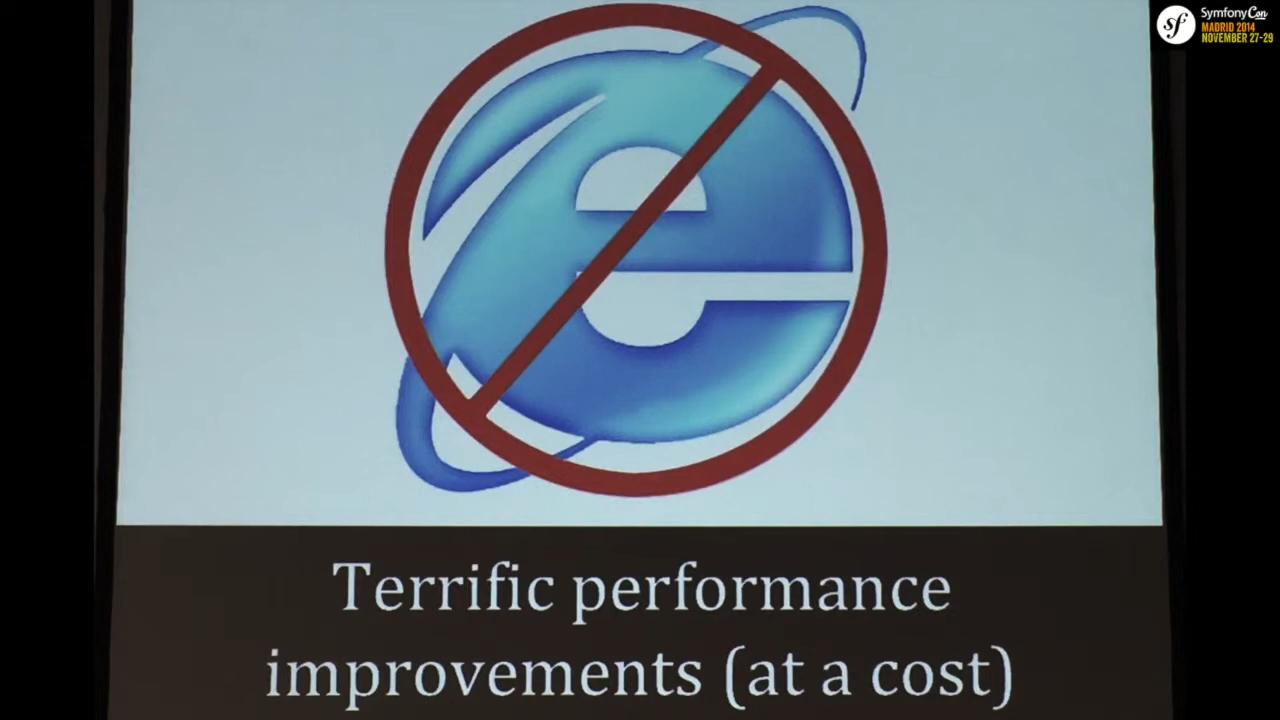 sf
SymfonyCon
MADRID 2014
NOVEMBER 27-29
Terrific performance
improvements (at a cost)